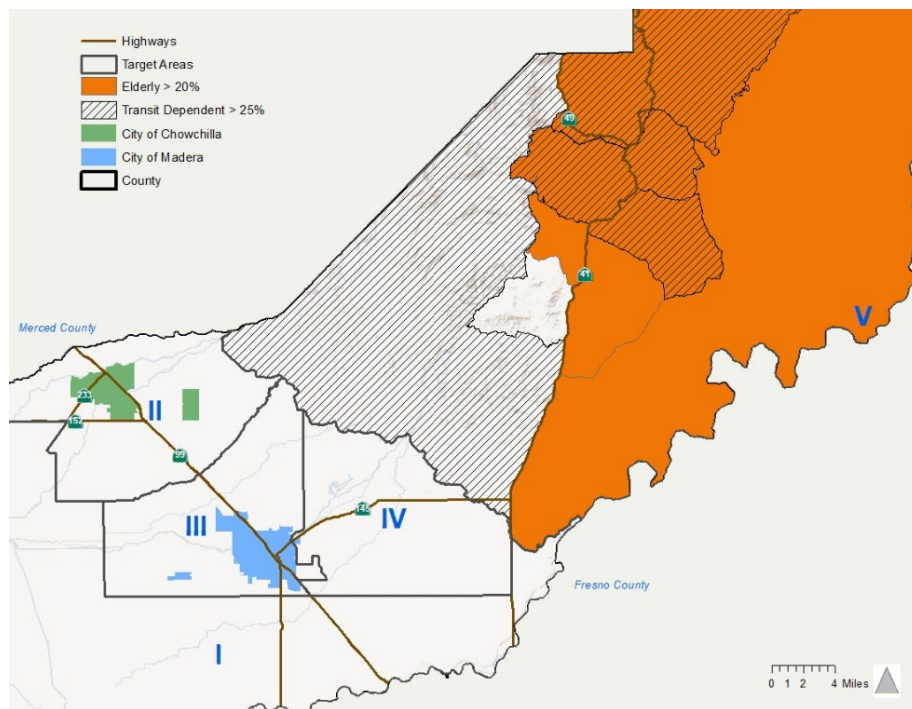 Highways
Target Areas
Elderly > 20%
Transit Dependent > 25%
City of Chowchilla
City of Madera
County
49
41
V
Merced County
233
152
II
99
145
III
IV
Fresno County
I
0 1 2 4 Miles